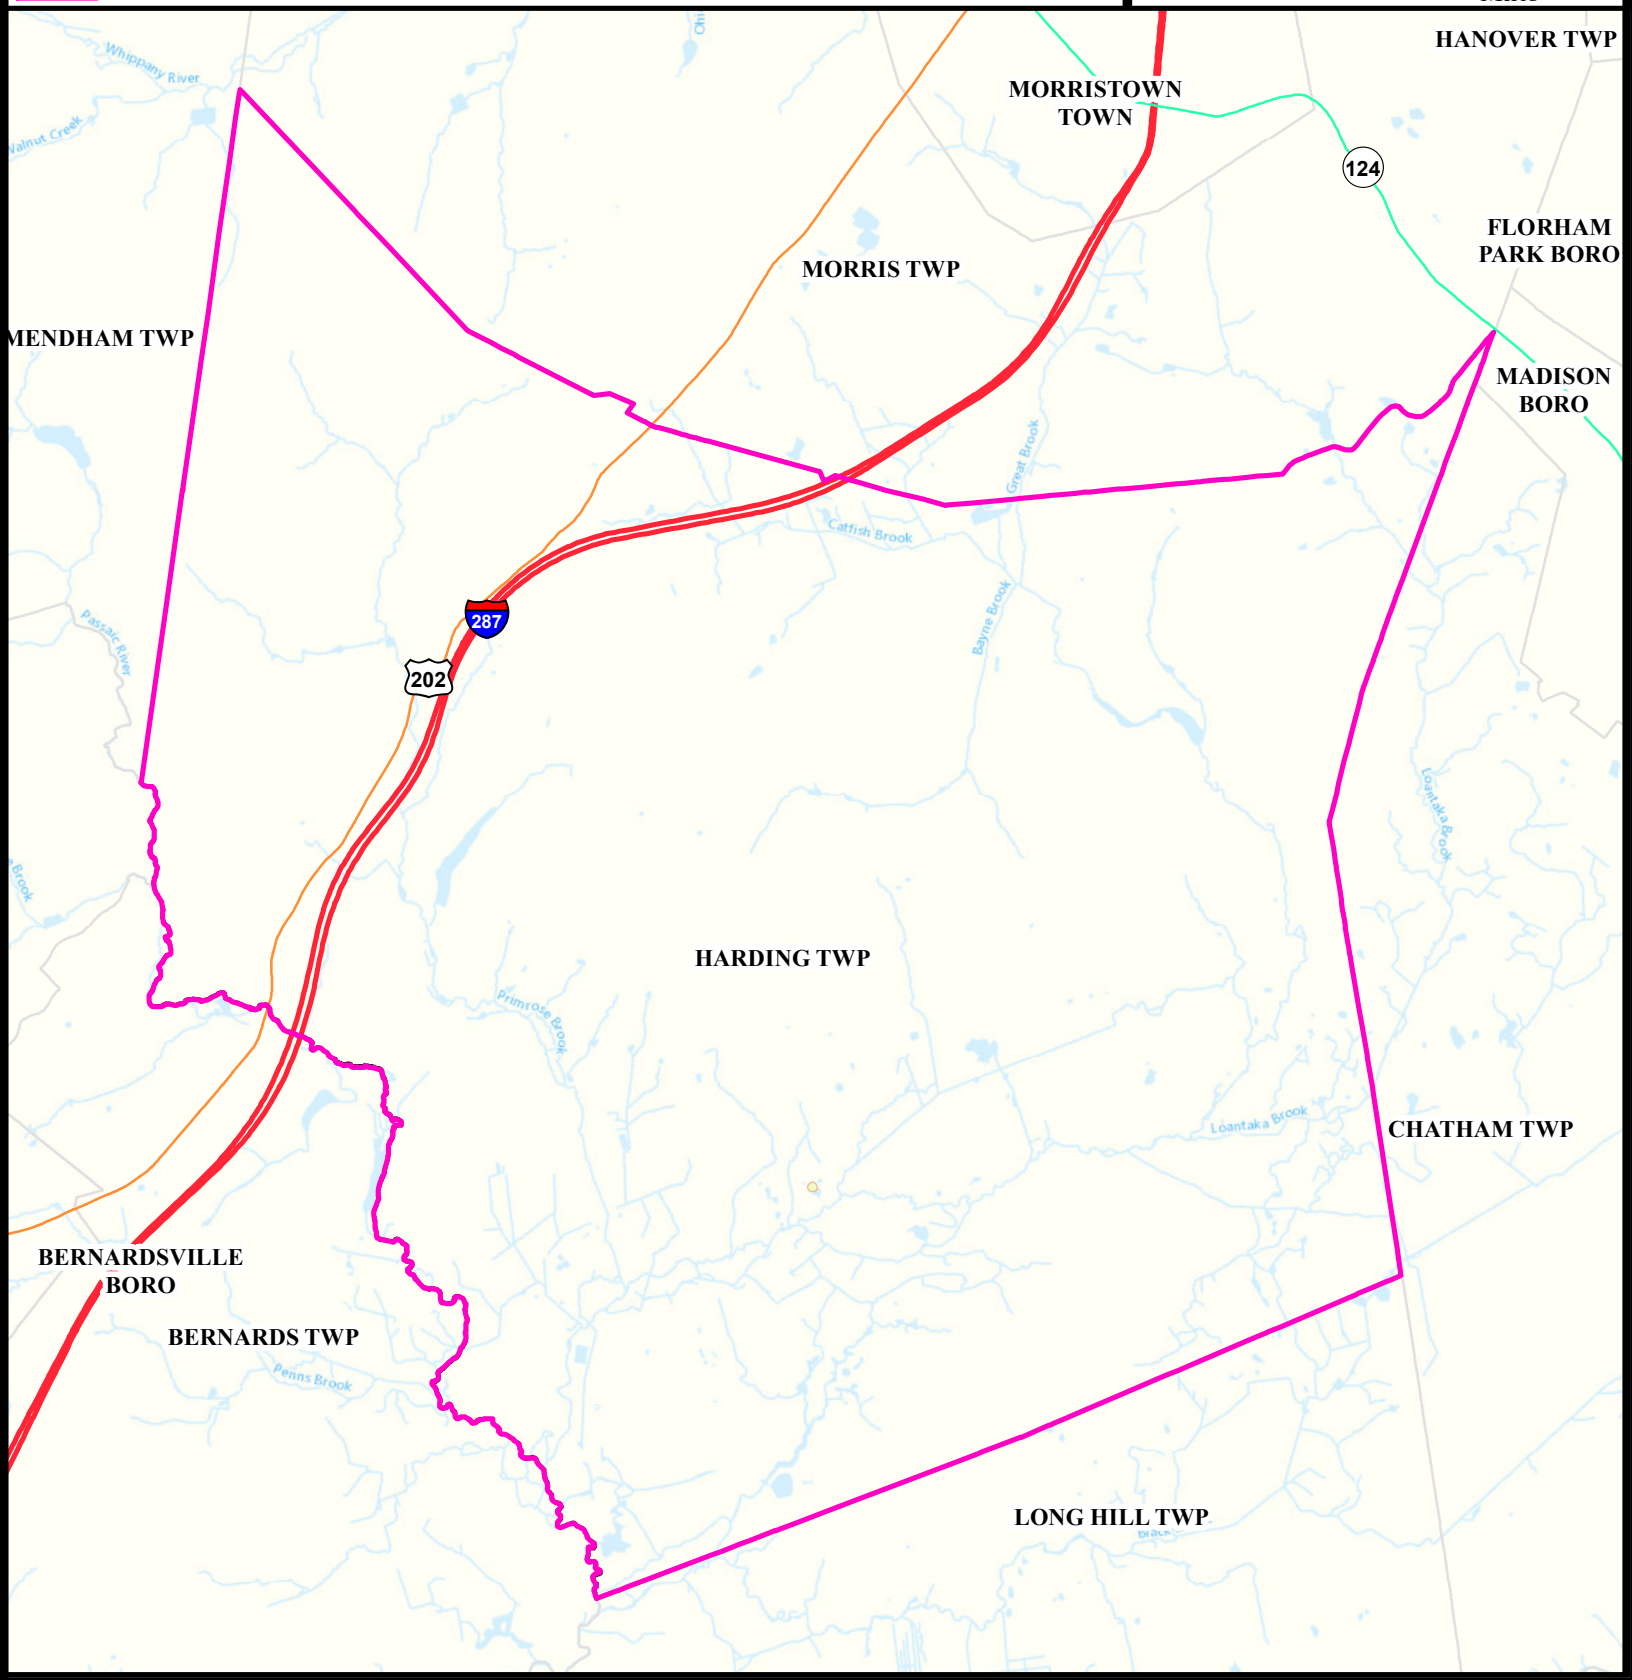 HANOVER TWP
Whippany River
MORRISTOWN
TOWN
Walnut Creek
124
FLORHAM
PARK BORO
MORRIS TWP
MENDHAM TWP
MADISON
BORO
Great Brook
Catfish Brook
287
Bayne Brook
Passaic River
202
Loantaka Brook
Brook
HARDING TWP
Primrose Brook
Loantaka Brook
CHATHAM TWP
BERNARDSVILLE
BORO
BERNARDS TWP
Penns Brook
LONG HILL TWP